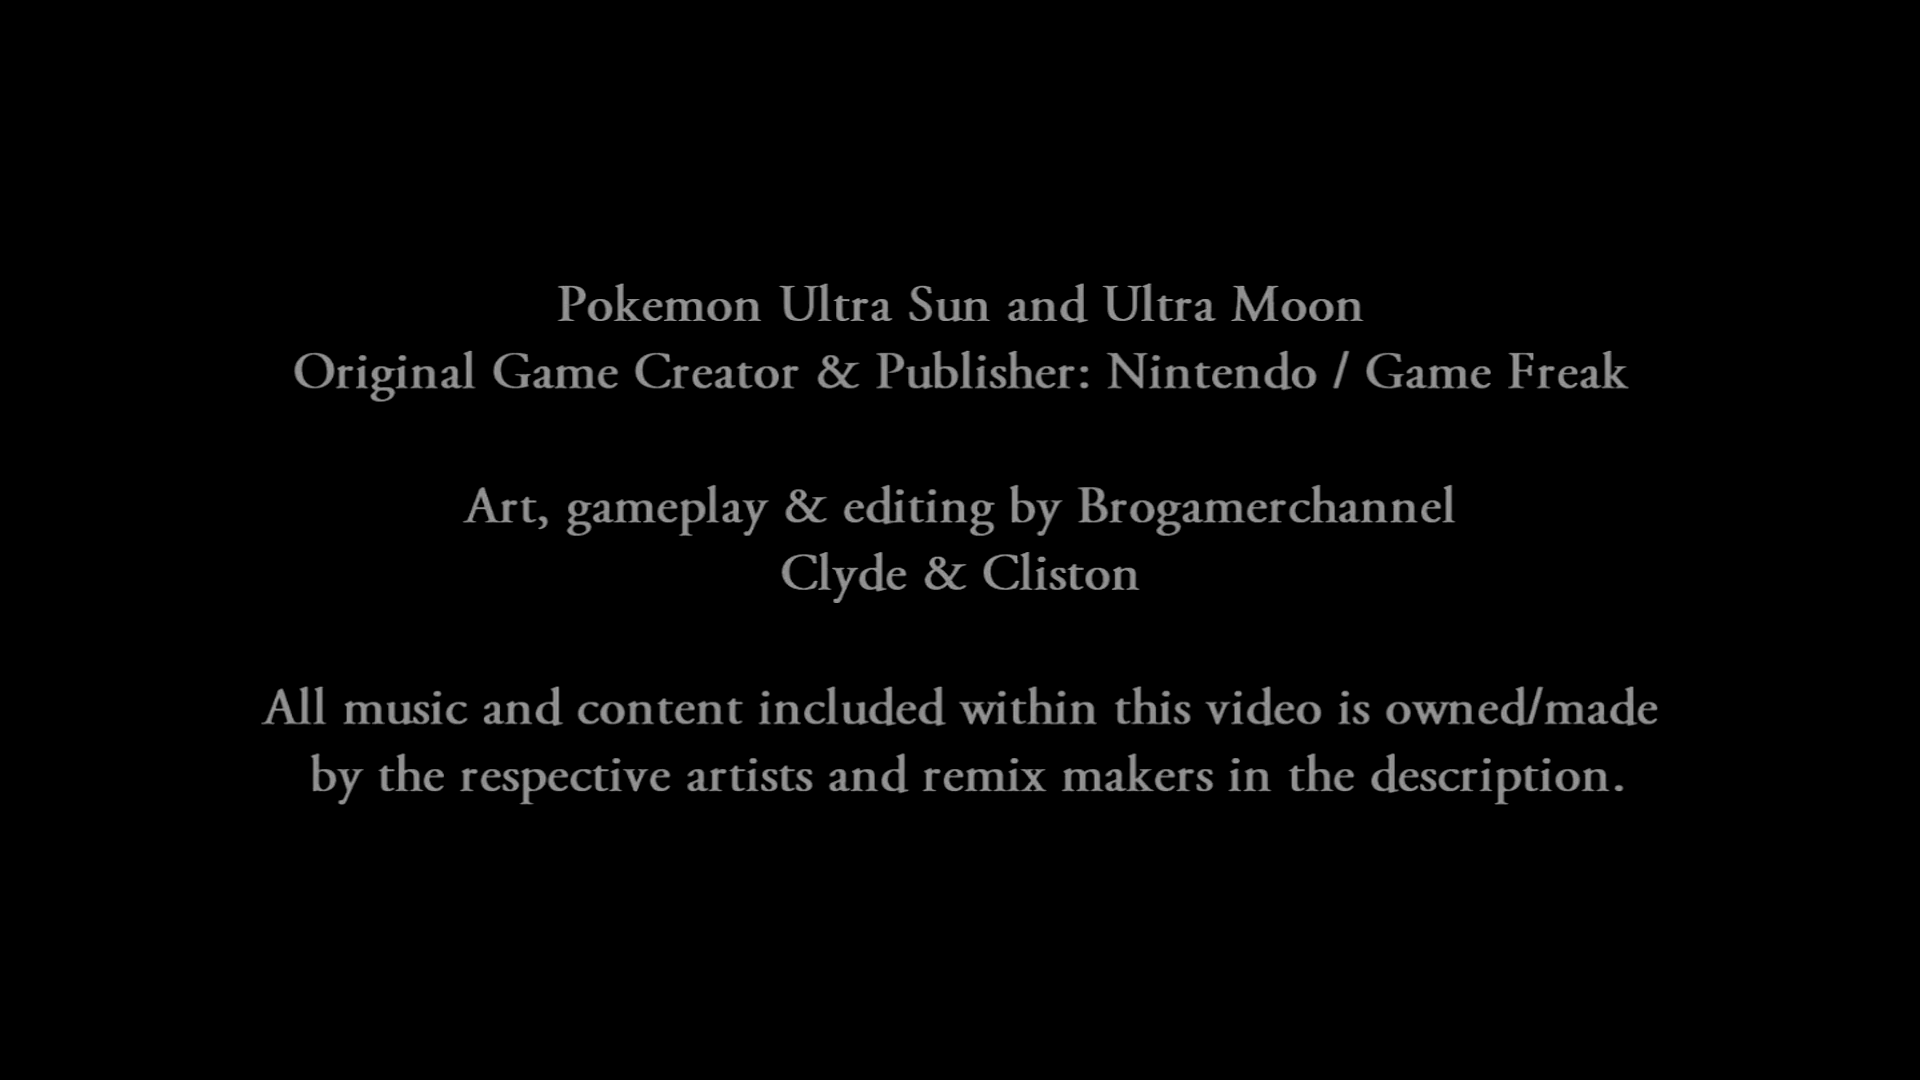 Pokemon Ultra Sun and Ultra Moon
Original Game Creator & Publisher: Nintendo / Game Freak
Art, gameplay & editing by Brogamerchannel
Clyde & Cliston
All music and content included within this video is owned/made
by the respective artists and remix makers in the description.